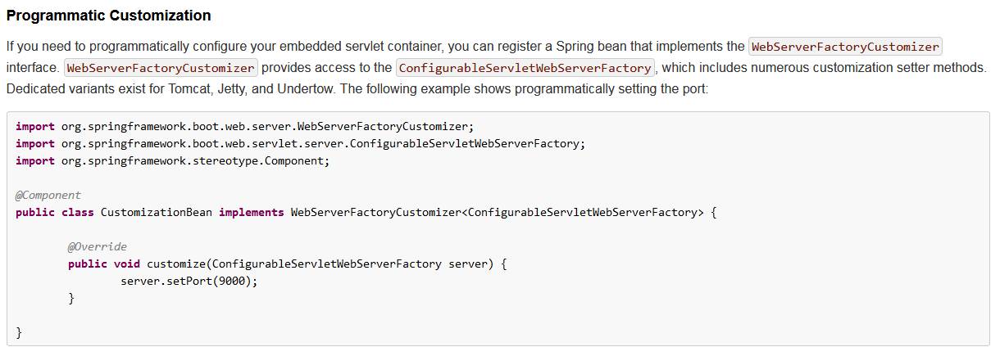 Programmatic Customization
If you need to programmatically configure your embedded servlet container, you can register a Spring bean that implements the WebServerFactoryCustomizer
interface. WebServerFactoryCustomizer provides access to the ConfigurableServletWebServerFactory, which includes numerous customization setter methods.
Dedicated variants exist for Tomcat, Jetty, and Undertow. The following example shows programmatically setting the port:
import org.springframework.boot.web.server.WebServerFactoryCustomizer;
import org.springframework.boot.web.servlet.server.ConfigurableServletWebServerFactory;
import org.springframework.stereotype.Component;
@Component
public class CustomizationBean implements WebServerFactoryCustomizer<ConfigurableServletWebServerFactory> {
@Override
public void customize(ConfigurableServletWebServerFactory server) {
server.setPort(9000);
}
}